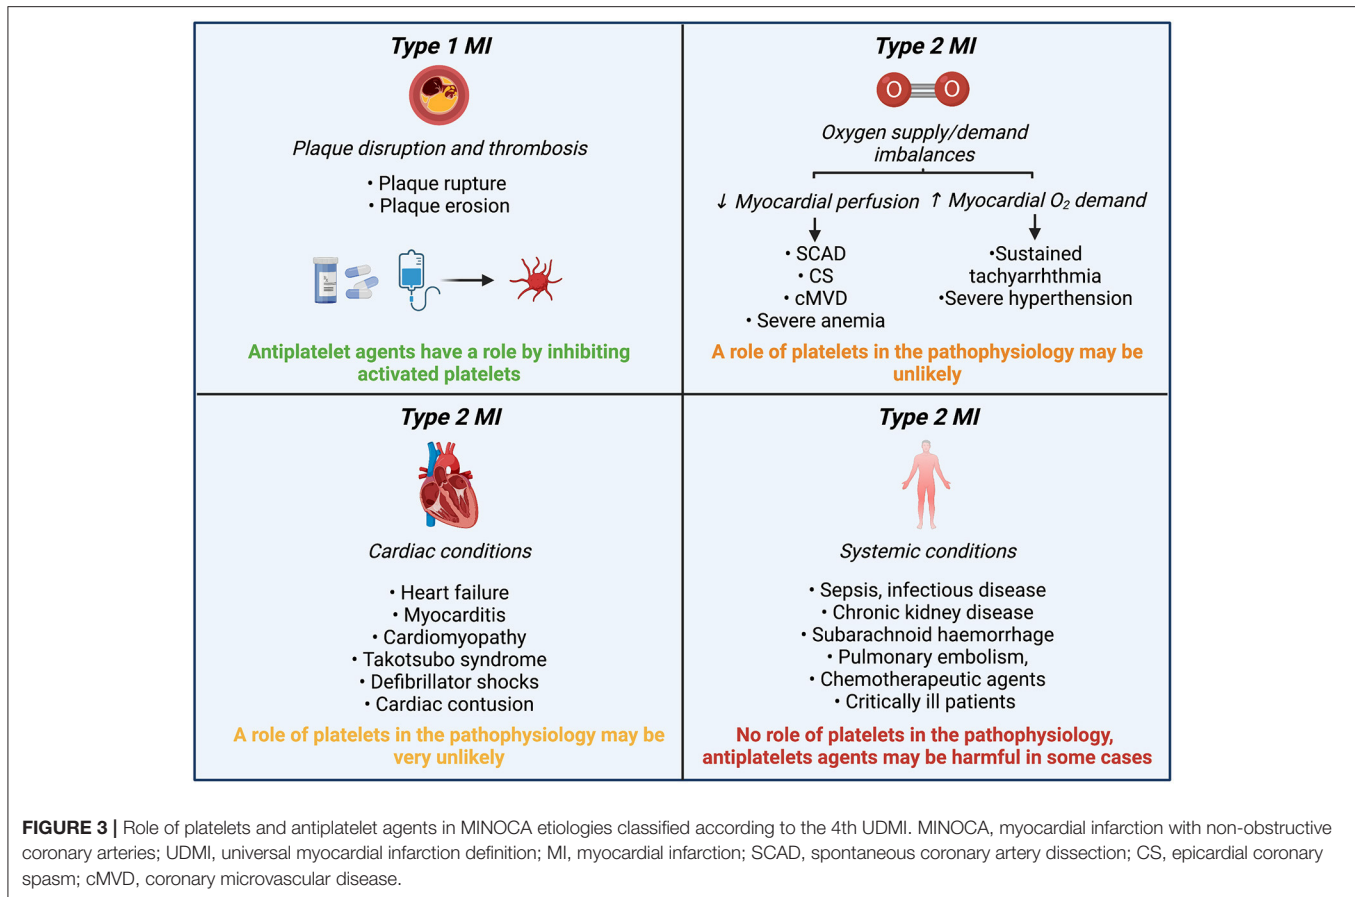 Type 1 MI
Plaque disruption and thrombosis
• Plaque rupture
• Plaque erosion
Antiplatelet agents have a role by inhibiting
activated platelets
Type 2 MI
O O
Oxygen supply/demand
imbalances
↓ Myocardial perfusion ↑ Myocardial O₂ demand
• SCAD
• CS
• cMVD
• Severe anemia
•Sustained
tachyarrhthmia
•Severe hyperthension
A role of platelets in the pathophysiology may be
unlikely
Type 2 MI
Cardiac conditions
• Heart failure
• Myocarditis
• Cardiomyopathy
• Takotsubo syndrome
• Defibrillator shocks
• Cardiac contusion
A role of platelets in the pathophysiology may be
very unlikely
Type 2 MI
Systemic conditions
• Sepsis, infectious disease
• Chronic kidney disease
• Subarachnoid haemorrhage
• Pulmonary embolism,
• Chemotherapeutic agents
• Critically ill patients
No role of platelets in the pathophysiology,
antiplatelets agents may be harmful in some cases
FIGURE 3 | Role of platelets and antiplatelet agents in MINOCA etiologies classified according to the 4th UDMI. MINOCA, myocardial infarction with non-obstructive
coronary arteries; UDMI, universal myocardial infarction definition; MI, myocardial infarction; SCAD, spontaneous coronary artery dissection; CS, epicardial coronary
spasm; cMVD, coronary microvascular disease.